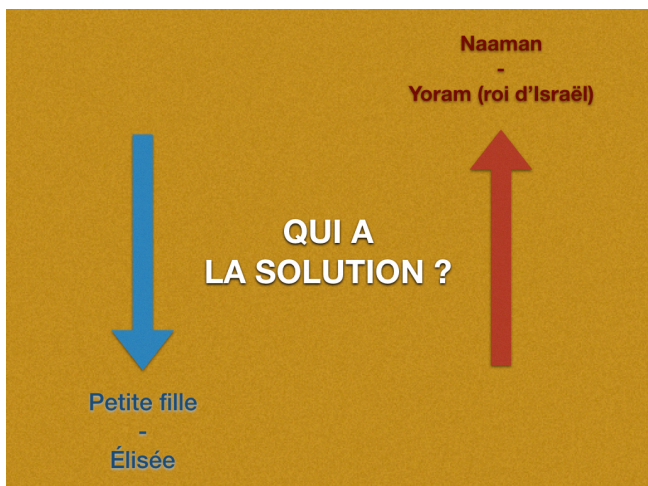 Naaman
-
Yoram (roi d'Israël)
QUI A
LA SOLUTION ?
Petite fille
-
Élisée